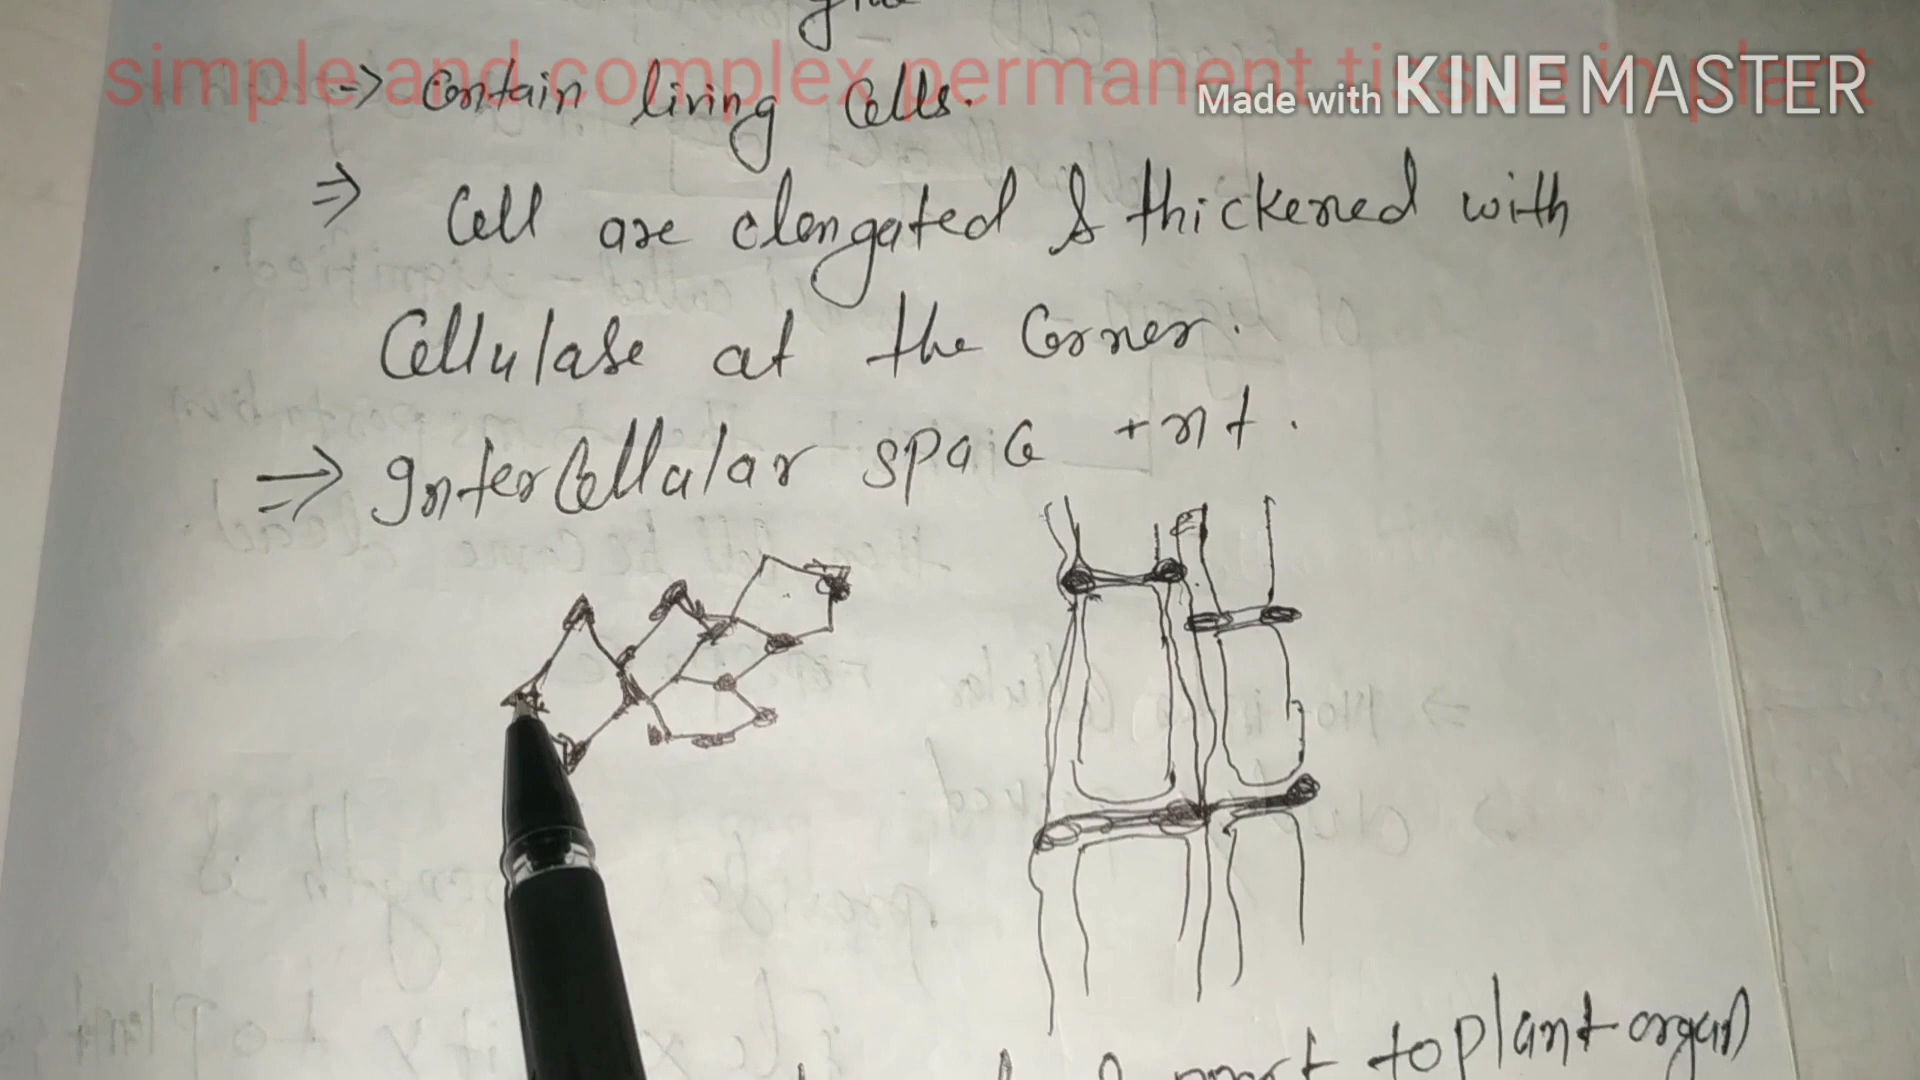 simple and complex permanent tissue in plant
Made with KINEMASTER
=> Contain living Cells.
=> Cell are elongated & thickened with
Cellulase at the Corner.
=> Intercellular space +nt.
to plant organ